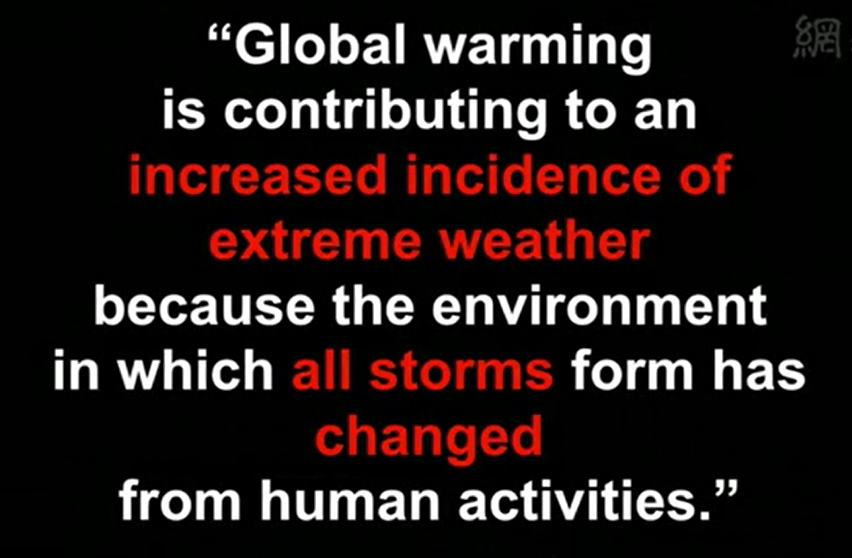 “Global warming
is contributing to an
increased incidence of
extreme weather
because the environment
in which all storms form has
changed
from human activities.”
網